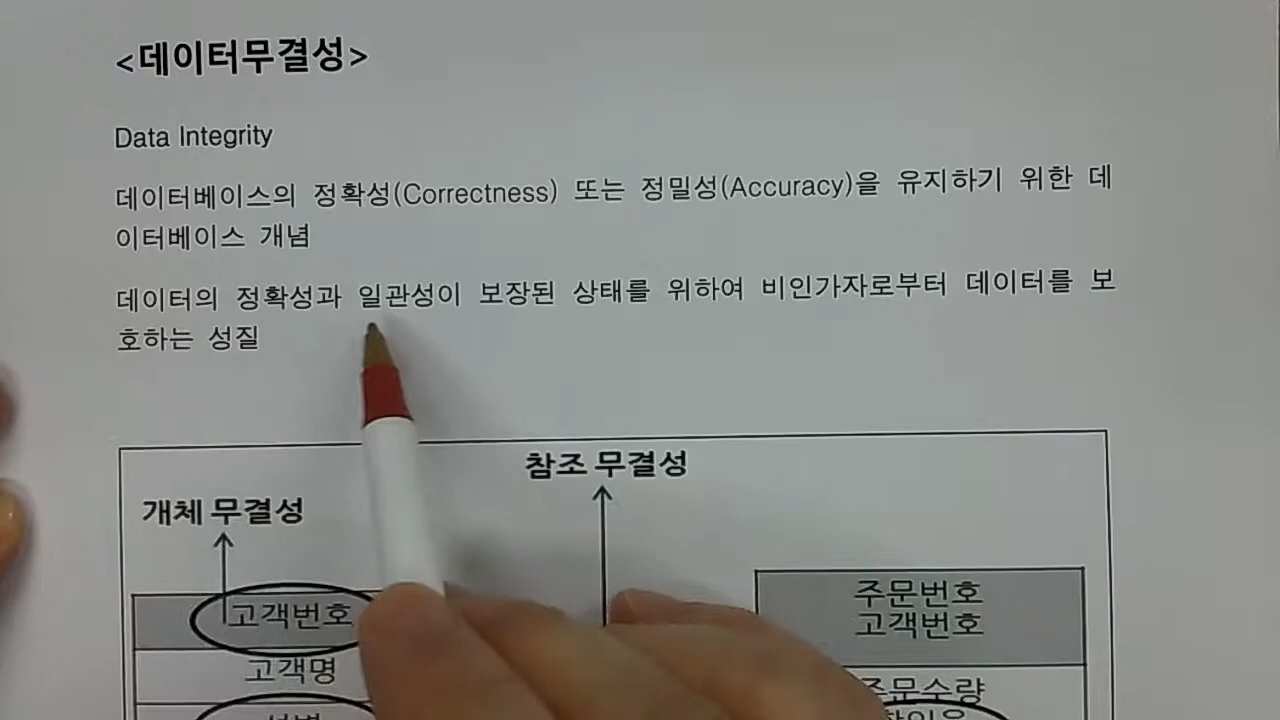 <데이터무결성>
Data Integrity
데이터베이스의 정확성(Correctness) 또는 정밀성(Accuracy)을 유지하기 위한 데
이터베이스 개념
데이터의 정확성과 일관성이 보장된 상태를 위하여 비인가자로부터 데이터를 보
호하는 성질
참조 무결성
개체 무결성
고객번호
고객명
주문번호
고객번호
주문수량